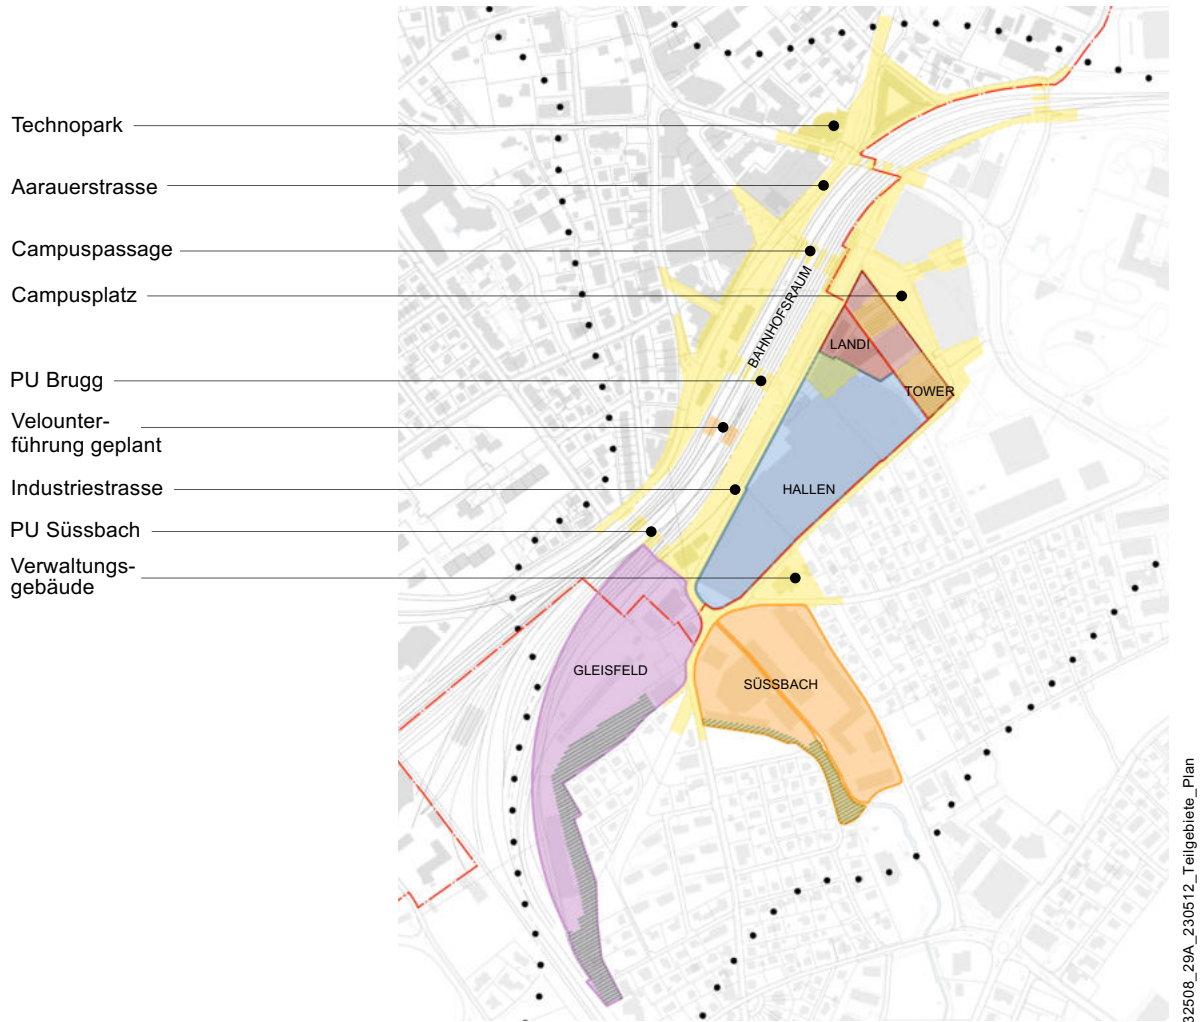 Technopark
Aarauerstrasse
Campuspassage
Campusplatz
PU Brugg
Velounter-
führung geplant
Industriestrasse
PU Süssbach
Verwaltungs-
gebäude
BAHNHOFSRAUM
LANDI
TOWER
HALLEN
GLEISFELD
SÜSSBACH
32508_29A_230512_Teilgebiete_Plan